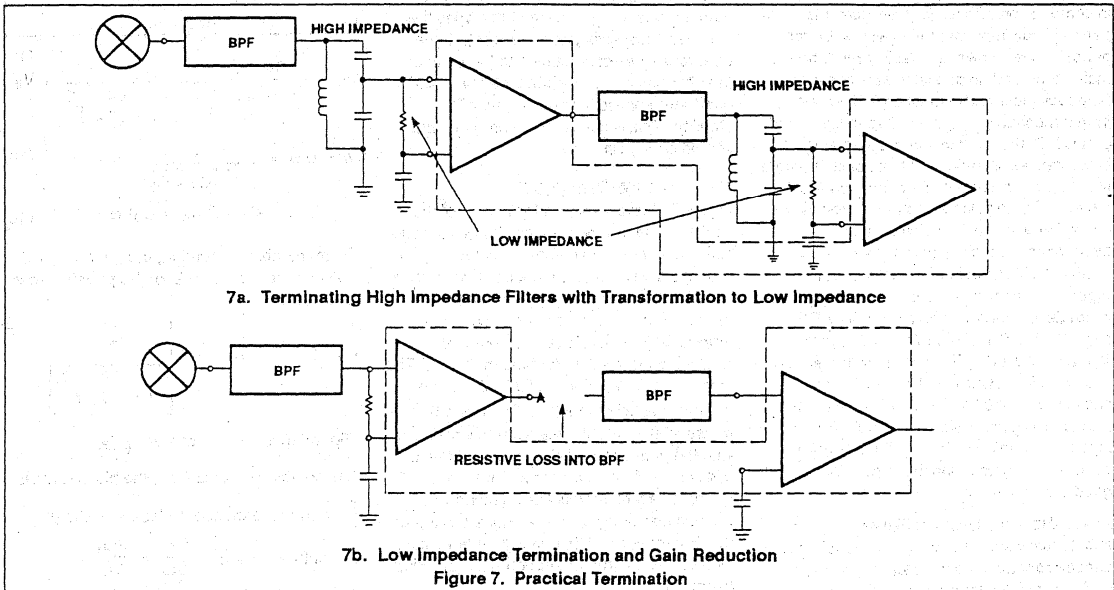 HIGH IMPEDANCE
BPF
HIGH IMPEDANCE
BPF
LOW IMPEDANCE
7a. Terminating High Impedance Filters with Transformation to Low Impedance
BPF
BPF
RESISTIVE LOSS INTO BPF
7b. Low Impedance Termination and Gain Reduction
Figure 7. Practical Termination